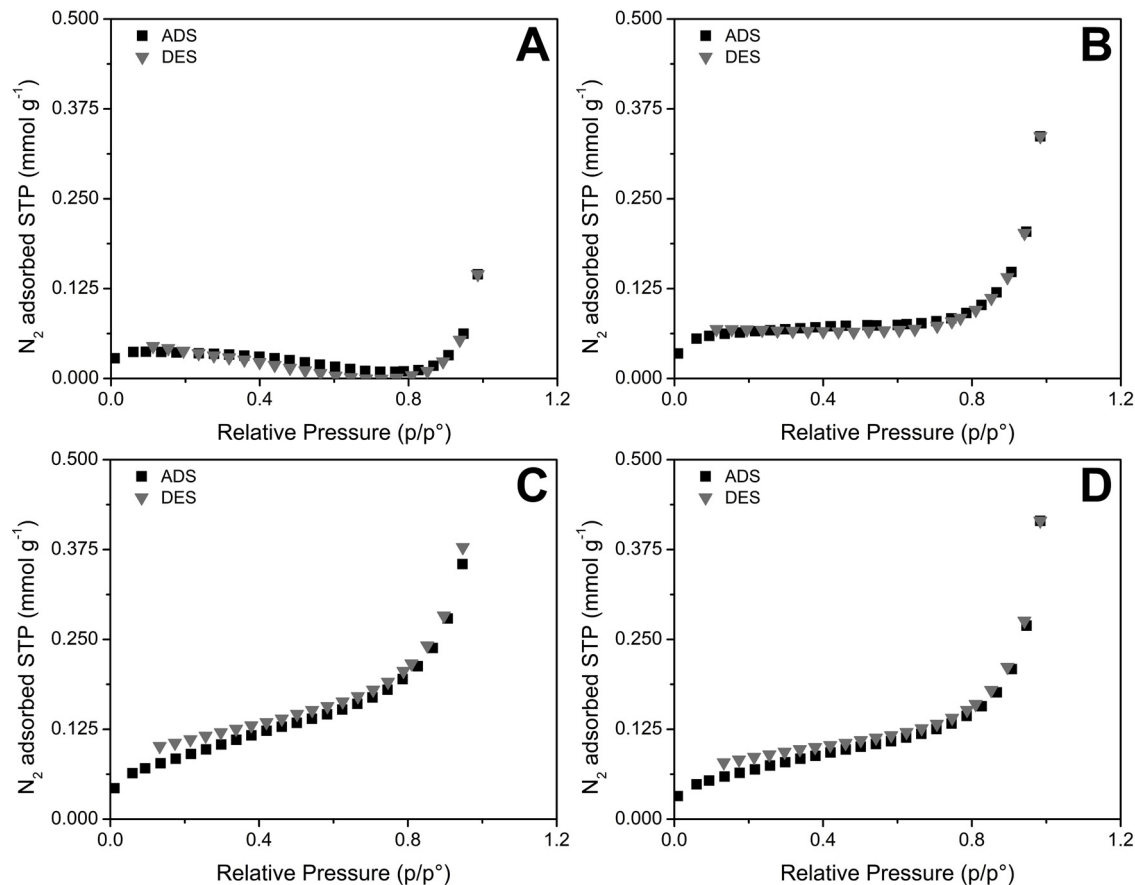 0.500
ADS
DES
A
0.375
0.250
0.125
0.000
N2 adsorbed STP (mmol g-1)
0.0 0.4 0.8 1.2
Relative Pressure (p/p°)
0.500
ADS
DES
B
0.375
0.250
0.125
0.000
N2 adsorbed STP (mmol g-1)
0.0 0.4 0.8 1.2
Relative Pressure (p/p°)
0.500
ADS
DES
C
0.375
0.250
0.125
0.000
N2 adsorbed STP (mmol g-1)
0.0 0.4 0.8 1.2
Relative Pressure (p/p°)
0.500
ADS
DES
D
0.375
0.250
0.125
0.000
N2 adsorbed STP (mmol g-1)
0.0 0.4 0.8 1.2
Relative Pressure (p/p°)